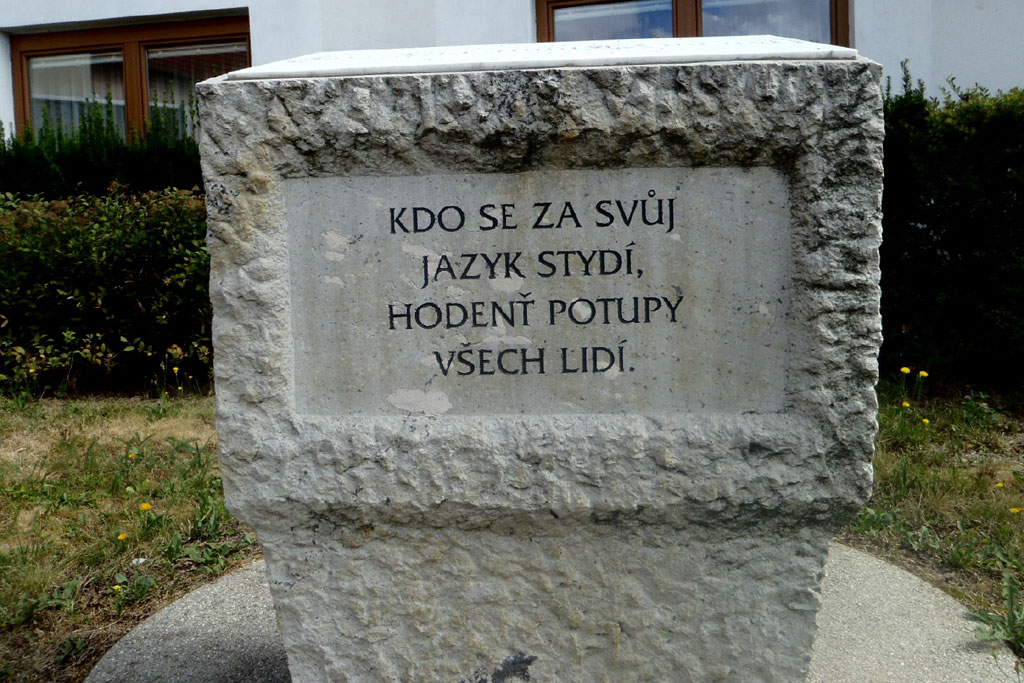 KDO SE ZA SVŮJ
JAZYK STYDÍ,
HODENŤ POTUPY
VŠECH LIDÍ.